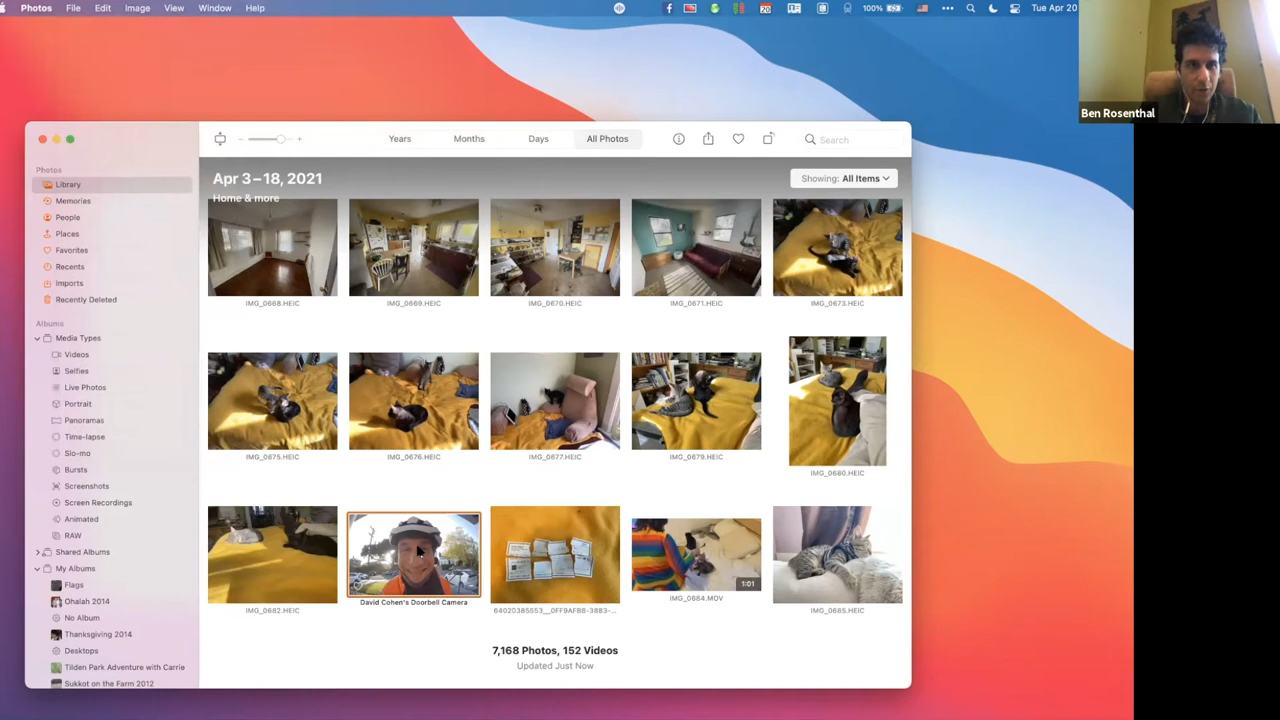 Photos File Edit Image View Window Help
20 100% Tue Apr 20
Ben Rosenthal
Years Months Days All Photos Search
Photos
Library
Memories
People
Places
Favorites
Recents
Imports
Recently Deleted
Albums
Media Types
Videos
Selfies
Live Photos
Portrait
Panoramas
Time-lapse
Slo-mo
Bursts
Screenshots
Screen Recordings
Animated
RAW
Shared Albums
My Albums
Flags
Ohalah 2014
No Album
Thanksgiving 2014
Desktops
Tilden Park Adventure with Carrie
Sukkot on the Farm 2012
Apr 3–18, 2021
Showing: All Items
Home & more
IMG_0668.HEIC IMG_0669.HEIC IMG_0670.HEIC IMG_0671.HEIC IMG_0673.HEIC
IMG_0675.HEIC IMG_0676.HEIC IMG_0677.HEIC IMG_0679.HEIC
IMG_0680.HEIC
1:01
IMG_0682.HEIC David Cohen's Doorbell Camera 64020385553__0FF9AFBB-3883-... IMG_0684.MOV IMG_0685.HEIC
7,168 Photos, 152 Videos
Updated Just Now